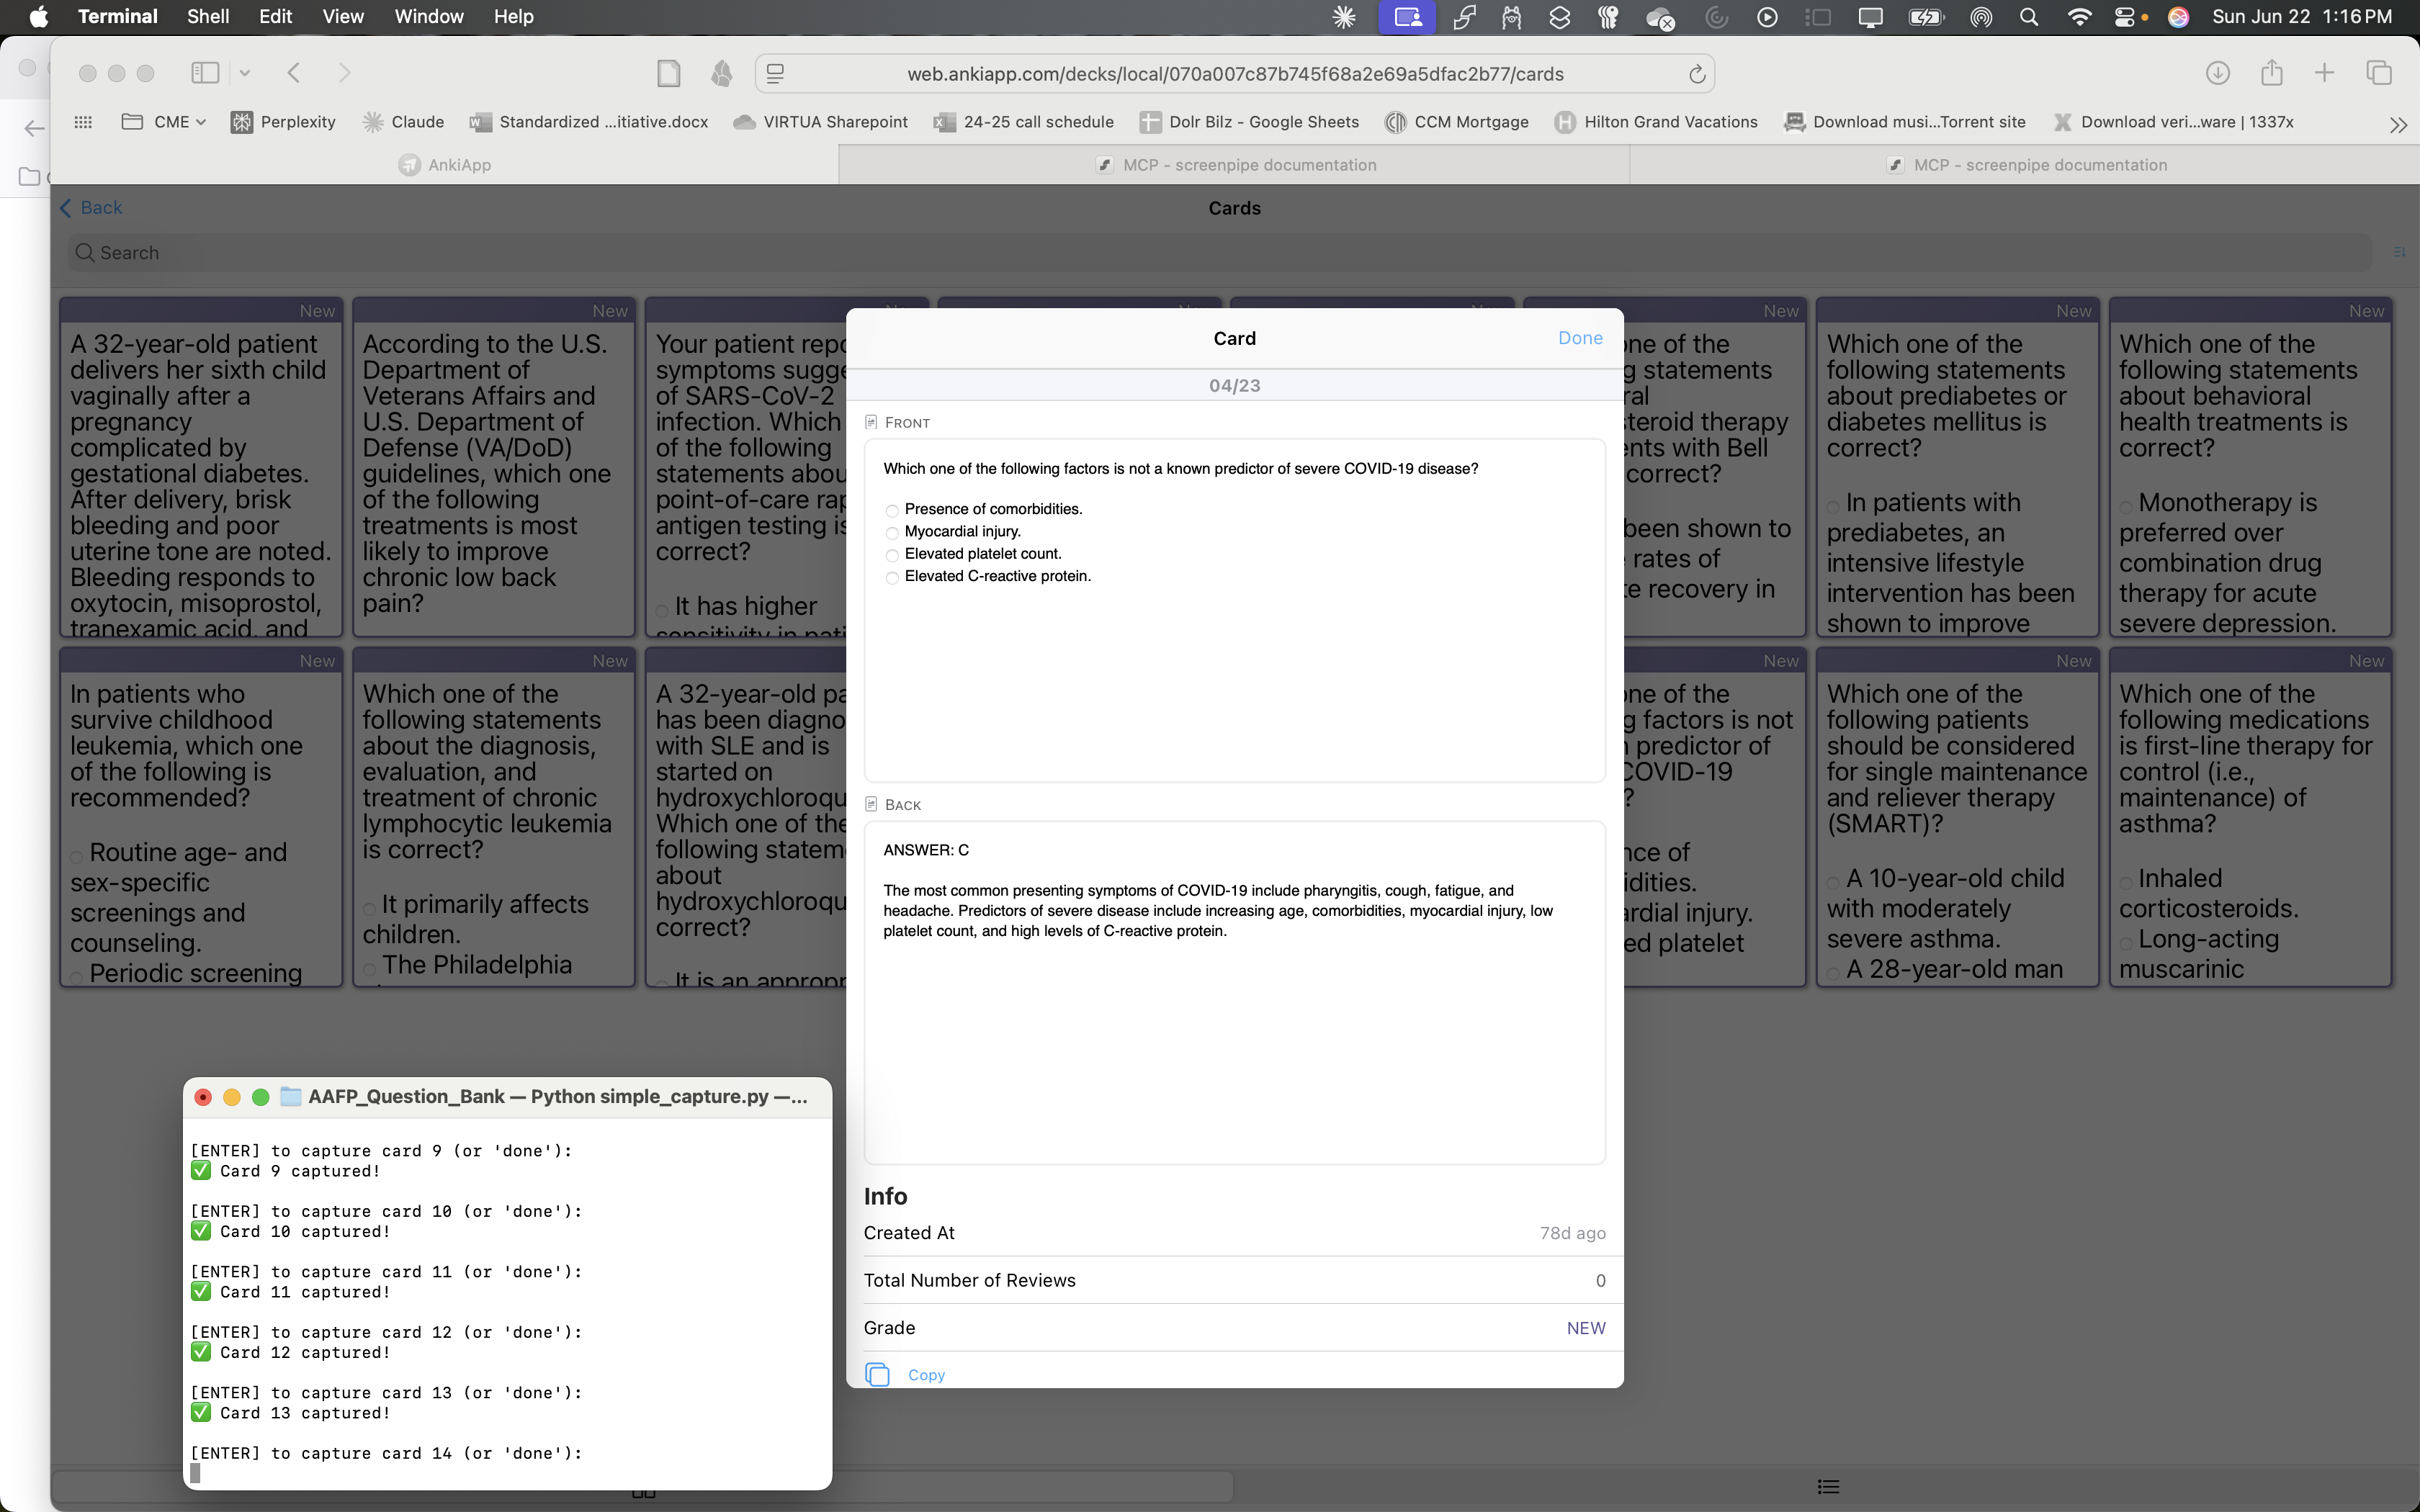 Terminal Shell Edit View Window Help
Sun Jun 22 1:16 PM
web.ankiapp.com/decks/local/070a007c87b745f68a2e69a5dfac2b77/cards
CME Perplexity Claude Standardized ...itiative.docx VIRTUA Sharepoint 24-25 call schedule Dolr Bilz - Google Sheets CCM Mortgage Hilton Grand Vacations Download musi...Torrent site Download veri...ware | 1337x
AnkiApp MCP - screenpipe documentation MCP - screenpipe documentation
Back Cards
Search
New
A 32-year-old patient
delivers her sixth child
vaginally after a
pregnancy
complicated by
gestational diabetes.
After delivery, brisk
bleeding and poor
uterine tone are noted.
Bleeding responds to
oxytocin, misoprostol,
tranexamic acid, and
New
According to the U.S.
Department of
Veterans Affairs and
U.S. Department of
Defense (VA/DoD)
guidelines, which one
of the following
treatments is most
likely to improve
chronic low back
pain?
Your patient repo
symptoms sugge
of SARS-CoV-2
infection. Which
of the following
statements abou
point-of-care rap
antigen testing is
correct?
It has higher
sensitivity in pati
New
one of the
g statements
ral
steroid therapy
ents with Bell
correct?
been shown to
rates of
te recovery in
New
Which one of the
following statements
about prediabetes or
diabetes mellitus is
correct?
In patients with
prediabetes, an
intensive lifestyle
intervention has been
shown to improve
New
Which one of the
following statements
about behavioral
health treatments is
correct?
Monotherapy is
preferred over
combination drug
therapy for acute
severe depression.
New
In patients who
survive childhood
leukemia, which one
of the following is
recommended?
Routine age- and
sex-specific
screenings and
counseling.
Periodic screening
New
Which one of the
following statements
about the diagnosis,
evaluation, and
treatment of chronic
lymphocytic leukemia
is correct?
It primarily affects
children.
The Philadelphia
A 32-year-old pa
has been diagno
with SLE and is
started on
hydroxychloroqu
Which one of the
following statem
about
hydroxychloroqu
correct?
It is an appropr
New
one of the
g factors is not
n predictor of
COVID-19
?
nce of
idities.
ardial injury.
ed platelet
New
Which one of the
following patients
should be considered
for single maintenance
and reliever therapy
(SMART)?
A 10-year-old child
with moderately
severe asthma.
A 28-year-old man
New
Which one of the
following medications
is first-line therapy for
control (i.e.,
maintenance) of
asthma?
Inhaled
corticosteroids.
Long-acting
muscarinic
Card Done
04/23
FRONT
Which one of the following factors is not a known predictor of severe COVID-19 disease?
Presence of comorbidities.
Myocardial injury.
Elevated platelet count.
Elevated C-reactive protein.
BACK
ANSWER: C
The most common presenting symptoms of COVID-19 include pharyngitis, cough, fatigue, and
headache. Predictors of severe disease include increasing age, comorbidities, myocardial injury, low
platelet count, and high levels of C-reactive protein.
Info
Created At 78d ago
Total Number of Reviews 0
Grade NEW
Copy
AAFP_Question_Bank — Python simple_capture.py —...
[ENTER] to capture card 9 (or 'done'):
✅ Card 9 captured!
[ENTER] to capture card 10 (or 'done'):
✅ Card 10 captured!
[ENTER] to capture card 11 (or 'done'):
✅ Card 11 captured!
[ENTER] to capture card 12 (or 'done'):
✅ Card 12 captured!
[ENTER] to capture card 13 (or 'done'):
✅ Card 13 captured!
[ENTER] to capture card 14 (or 'done'):